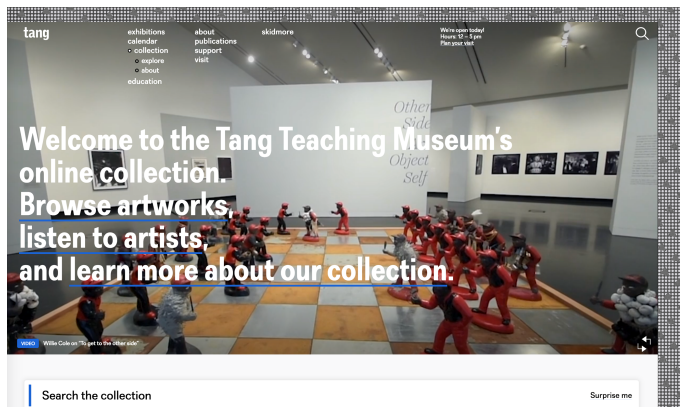 tang
exhibitions
calendar
collection
explore
about
education
about
publications
support
visit
skidmore
We're open today!
Hours: 12 – 5 pm
Plan your visit
Other
Side
Object
Self
Welcome to the Tang Teaching Museum's
online collection.
Browse artworks,
listen to artists,
and learn more about our collection.
VIDEO Willie Cole on "To get to the other side"
Search the collection
Surprise me